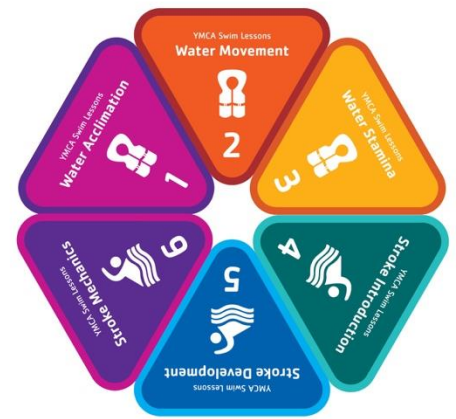 YMCA Swim Lessons
Water Acclimation
1
YMCA Swim Lessons
Water Movement
2
YMCA Swim Lessons
Water Stamina
3
YMCA Swim Lessons
Stroke Introduction
4
YMCA Swim Lessons
Stroke Development
5
YMCA Swim Lessons
Stroke Mechanics
6